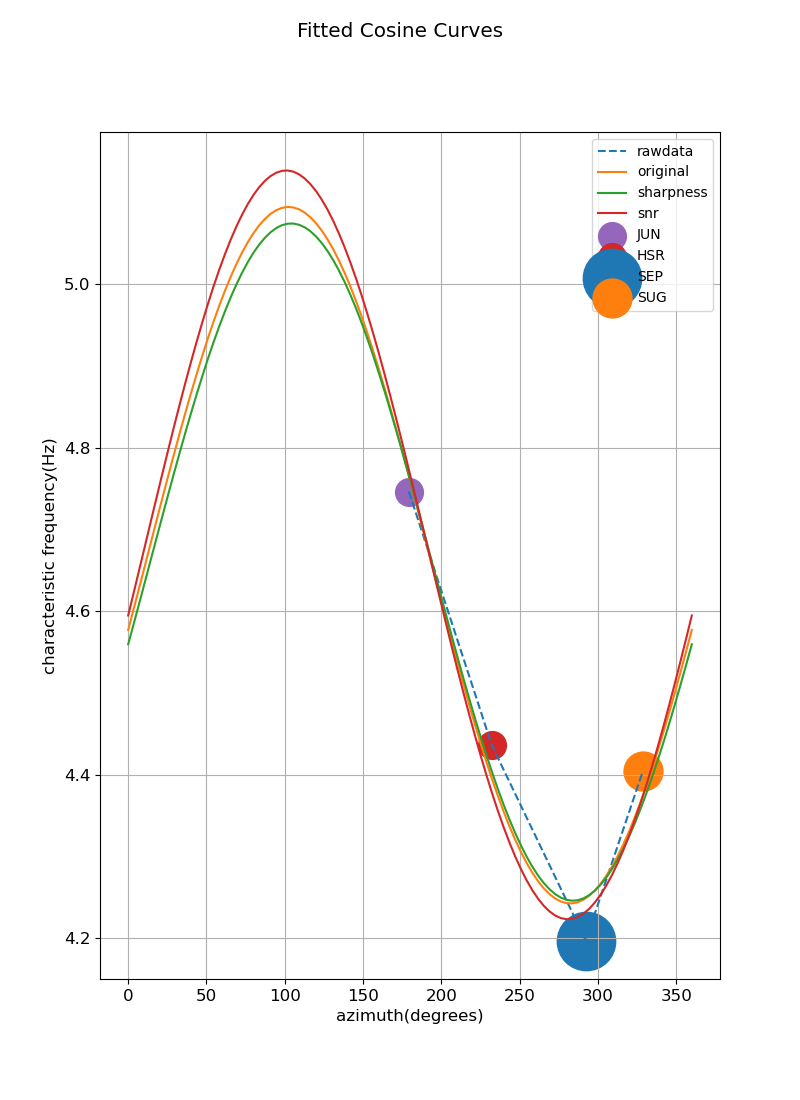 Fitted Cosine Curves
rawdata
original
sharpness
snr
JUN
HSR
SEP
SUG
5.0
4.8
4.6
4.4
4.2
characteristic frequency(Hz)
0 50 100 150 200 250 300 350
azimuth(degrees)